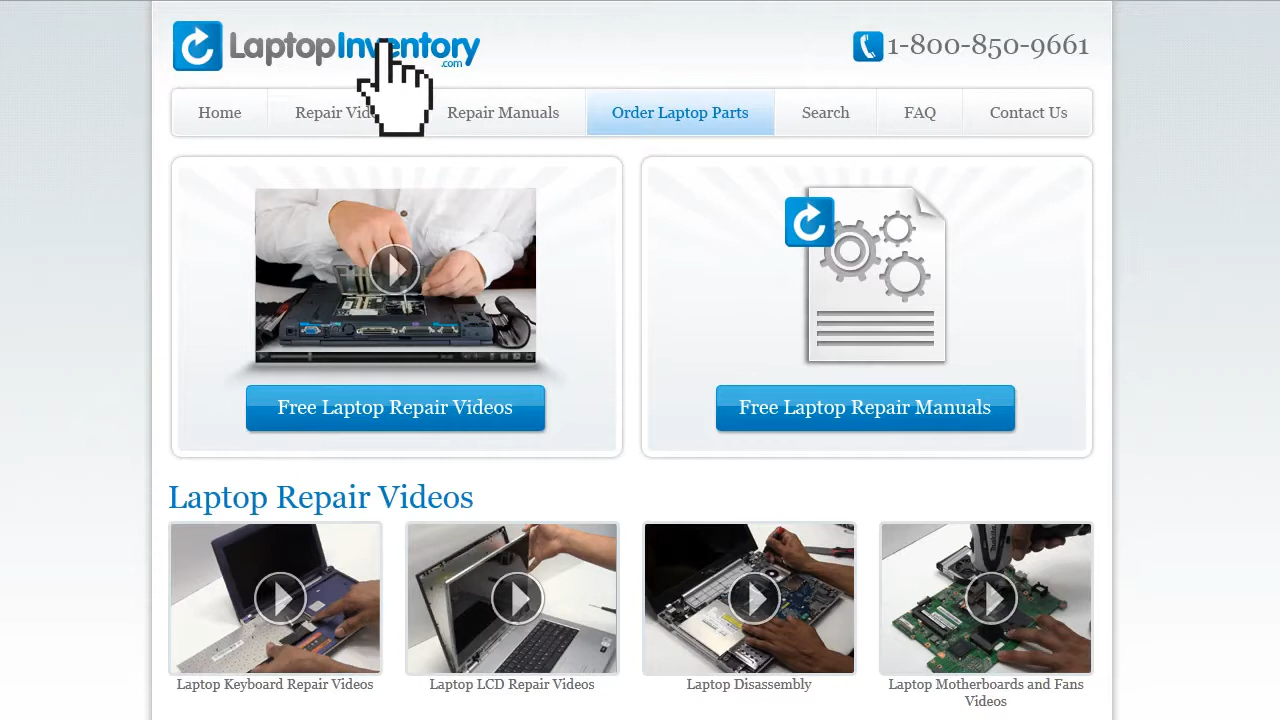 LaptopInventory
.com
1-800-850-9661
Home
Repair
Repair Manuals
Order Laptop Parts
Search
FAQ
Contact Us
Free Laptop Repair Videos
Free Laptop Repair Manuals
Laptop Repair Videos
Laptop Keyboard Repair Videos
Laptop LCD Repair Videos
Laptop Disassembly
Laptop Motherboards and Fans
Videos